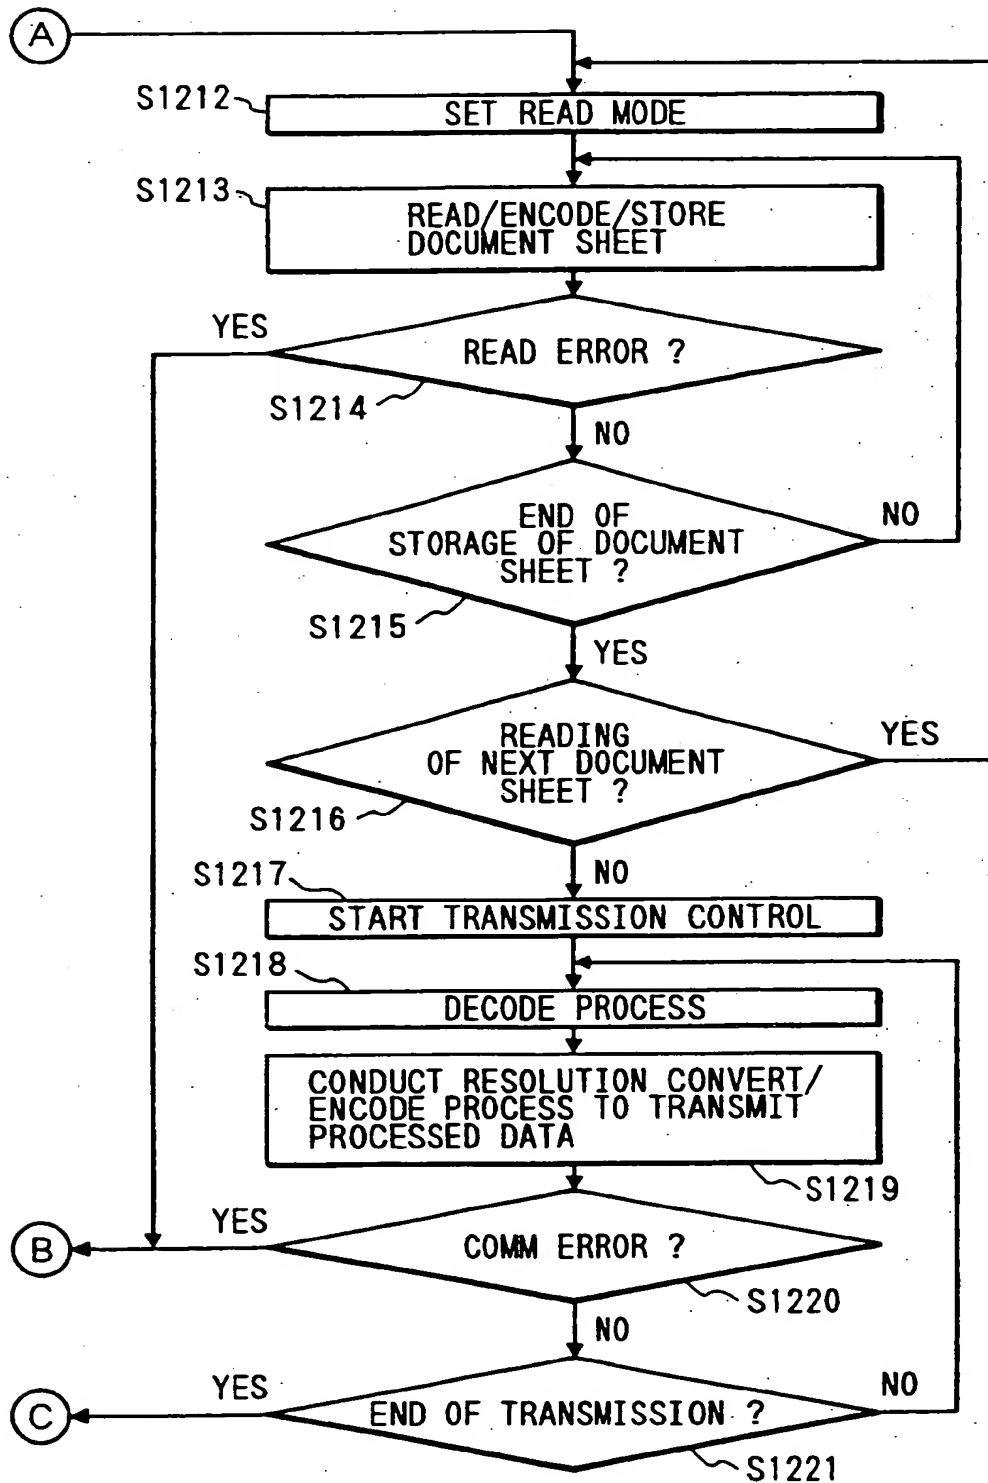 A
S1212
SET READ MODE
S1213
READ/ENCODE/STORE
DOCUMENT SHEET
YES
READ ERROR ?
S1214
NO
END OF
STORAGE OF DOCUMENT
SHEET ?
NO
S1215
YES
READING
OF NEXT DOCUMENT
SHEET ?
YES
S1216
NO
S1217
START TRANSMISSION CONTROL
S1218
DECODE PROCESS
CONDUCT RESOLUTION CONVERT/
ENCODE PROCESS TO TRANSMIT
PROCESSED DATA
S1219
YES
B
COMM ERROR ?
S1220
NO
YES
NO
C
END OF TRANSMISSION ?
S1221